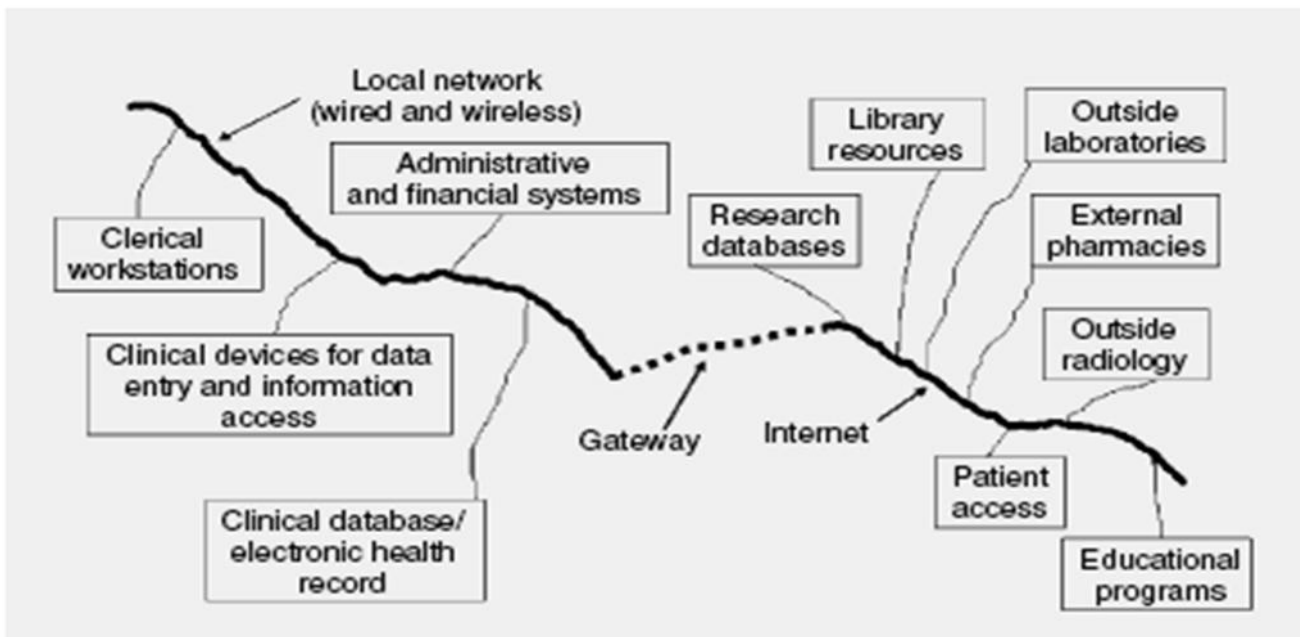 Local network
(wired and wireless)
Clerical
workstations
Administrative
and financial systems
Clinical devices for data
entry and information
access
Clinical database/
electronic health
record
Gateway
Internet
Research
databases
Library
resources
Outside
laboratories
External
pharmacies
Outside
radiology
Patient
access
Educational
programs